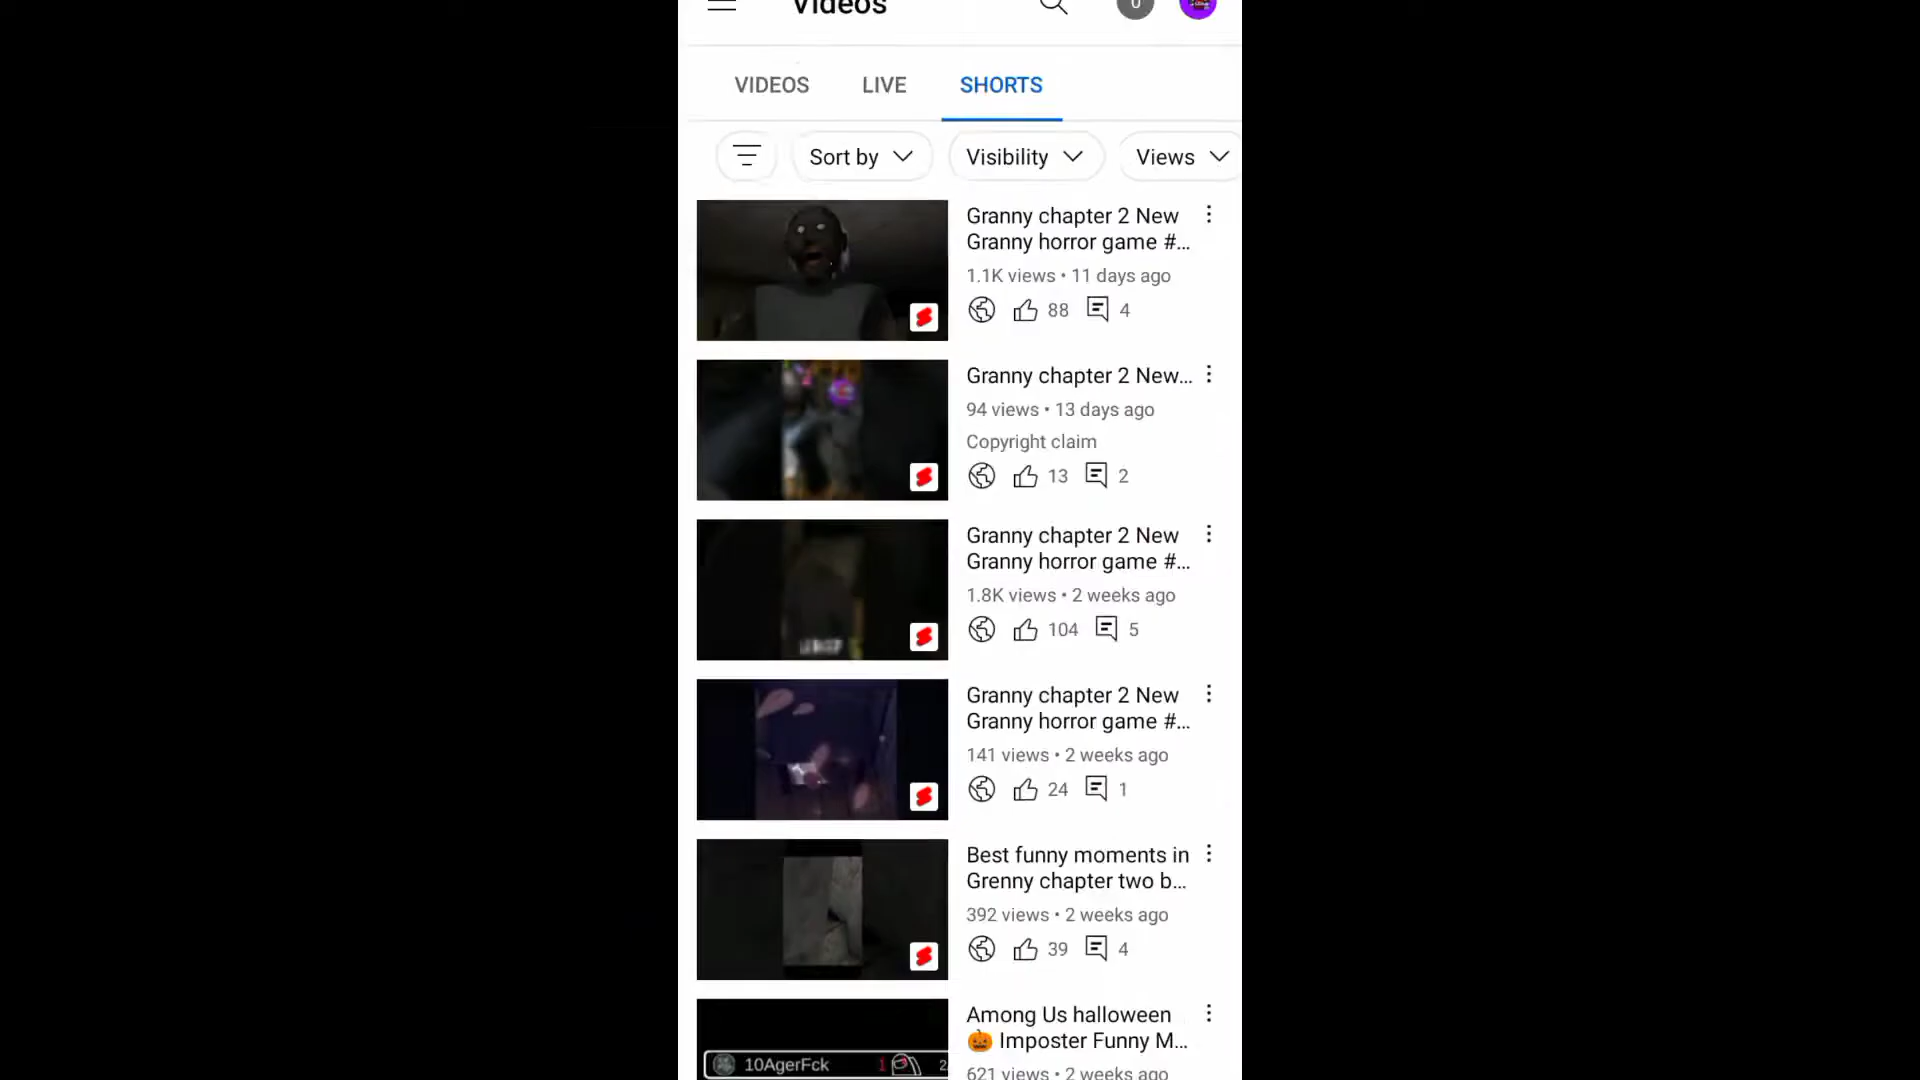 Videos
0
VIDEOS LIVE SHORTS
Sort by Visibility Views
Granny chapter 2 New
Granny horror game #...
1.1K views • 11 days ago
88 4
Granny chapter 2 New...
94 views • 13 days ago
Copyright claim
13 2
Granny chapter 2 New
Granny horror game #...
1.8K views • 2 weeks ago
104 5
Granny chapter 2 New
Granny horror game #...
141 views • 2 weeks ago
24 1
Best funny moments in
Grenny chapter two b...
392 views • 2 weeks ago
39 4
Among Us halloween
🎃 Imposter Funny M...
621 views • 2 weeks ago
10AgerFck 1 2